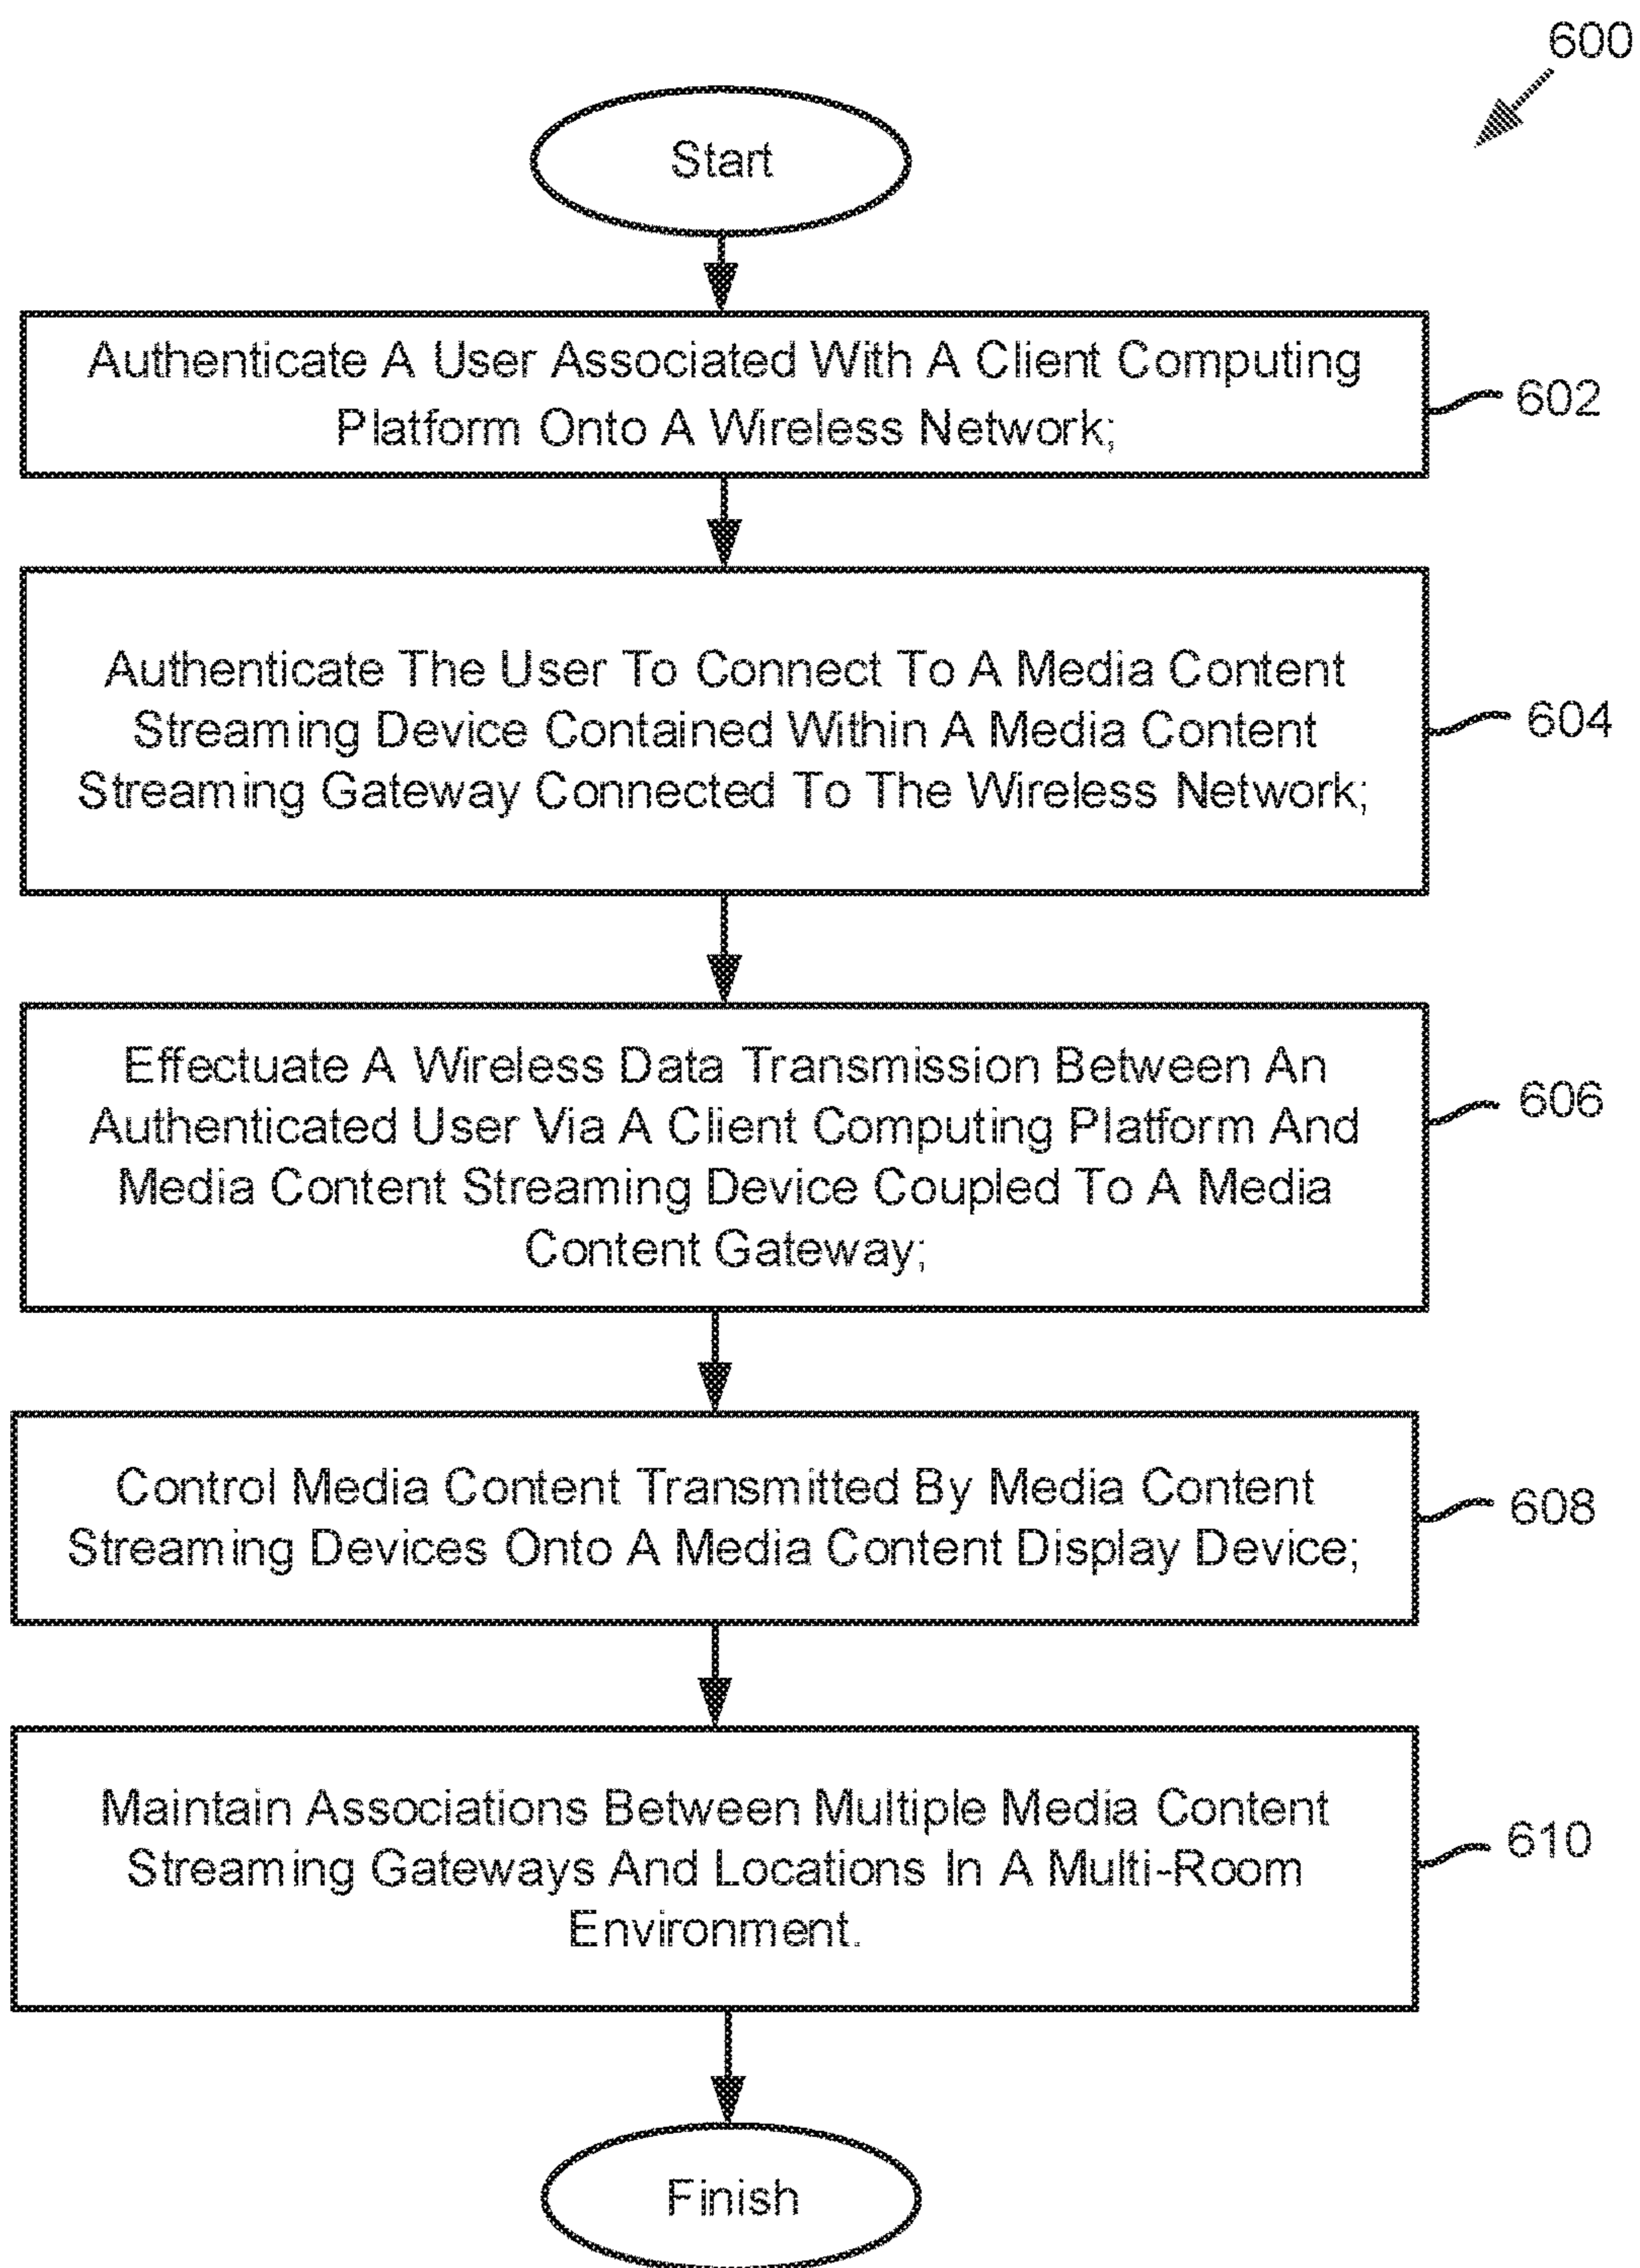 600
Start
Authenticate A User Associated With A Client Computing
Platform Onto A Wireless Network;
602
Authenticate The User To Connect To A Media Content
Streaming Device Contained Within A Media Content
Streaming Gateway Connected To The Wireless Network;
604
Effectuate A Wireless Data Transmission Between An
Authenticated User Via A Client Computing Platform And
Media Content Streaming Device Coupled To A Media
Content Gateway;
606
Control Media Content Transmitted By Media Content
Streaming Devices Onto A Media Content Display Device;
608
Maintain Associations Between Multiple Media Content
Streaming Gateways And Locations In A Multi-Room
Environment.
610
Finish